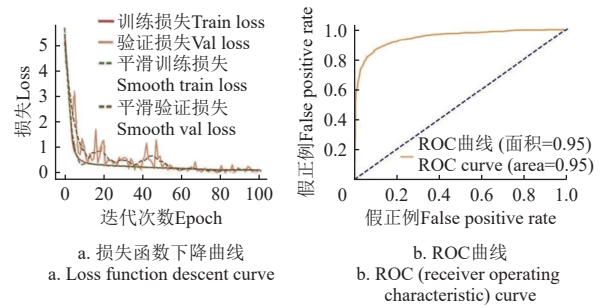 训练损失Train loss
验证损失Val loss
平滑训练损失
Smooth train loss
平滑验证损失
Smooth val loss
损失Loss
5
4
3
2
1
0
0
20
40
60
80
100
迭代次数Epoch
a. 损失函数下降曲线
a. Loss function descent curve
假正例False positive rate
1.0
0.8
0.6
0.4
0.2
ROC曲线 (面积=0.95)
ROC curve (area=0.95)
0
0.2
0.4
0.6
0.8
1.0
假正例False positive rate
b. ROC曲线
b. ROC (receiver operating
characteristic) curve